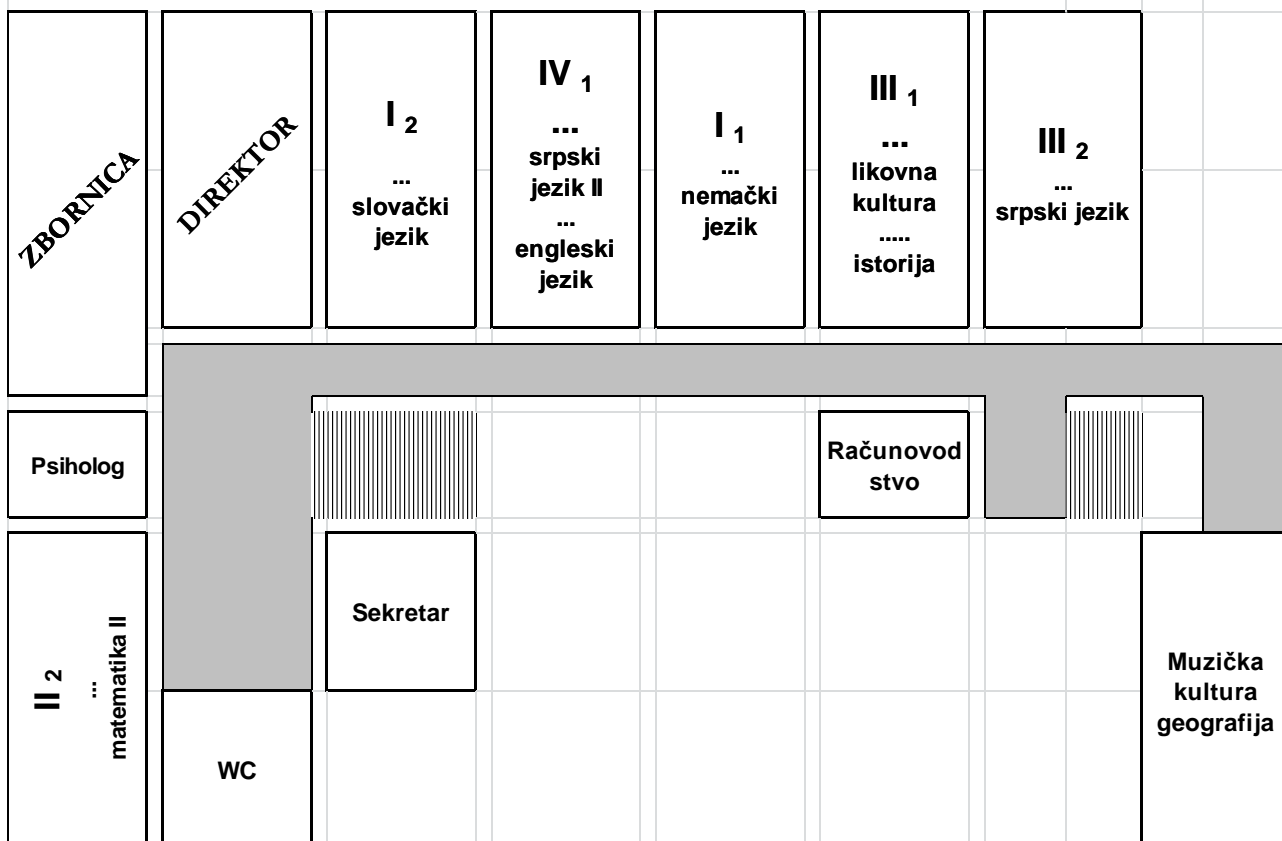 ZBORNICA
DIREKTOR
I 2
...
slovački
jezik
IV 1
...
srpski
jezik II
...
engleski
jezik
I 1
...
nemački
jezik
III 1
...
likovna
kultura
.....
istorija
III 2
...
srpski jezik
Psiholog
Računovod
stvo
II 2
...
matematika II
Sekretar
WC
Muzička
kultura
geografija